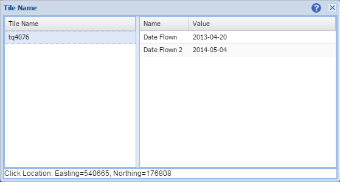 Tile Name
Tile Name
Name Value
tq4076
Date Flown 2013-04-20
Date Flown 2 2014-05-04
Click Location: Easting=540665, Northing=176808